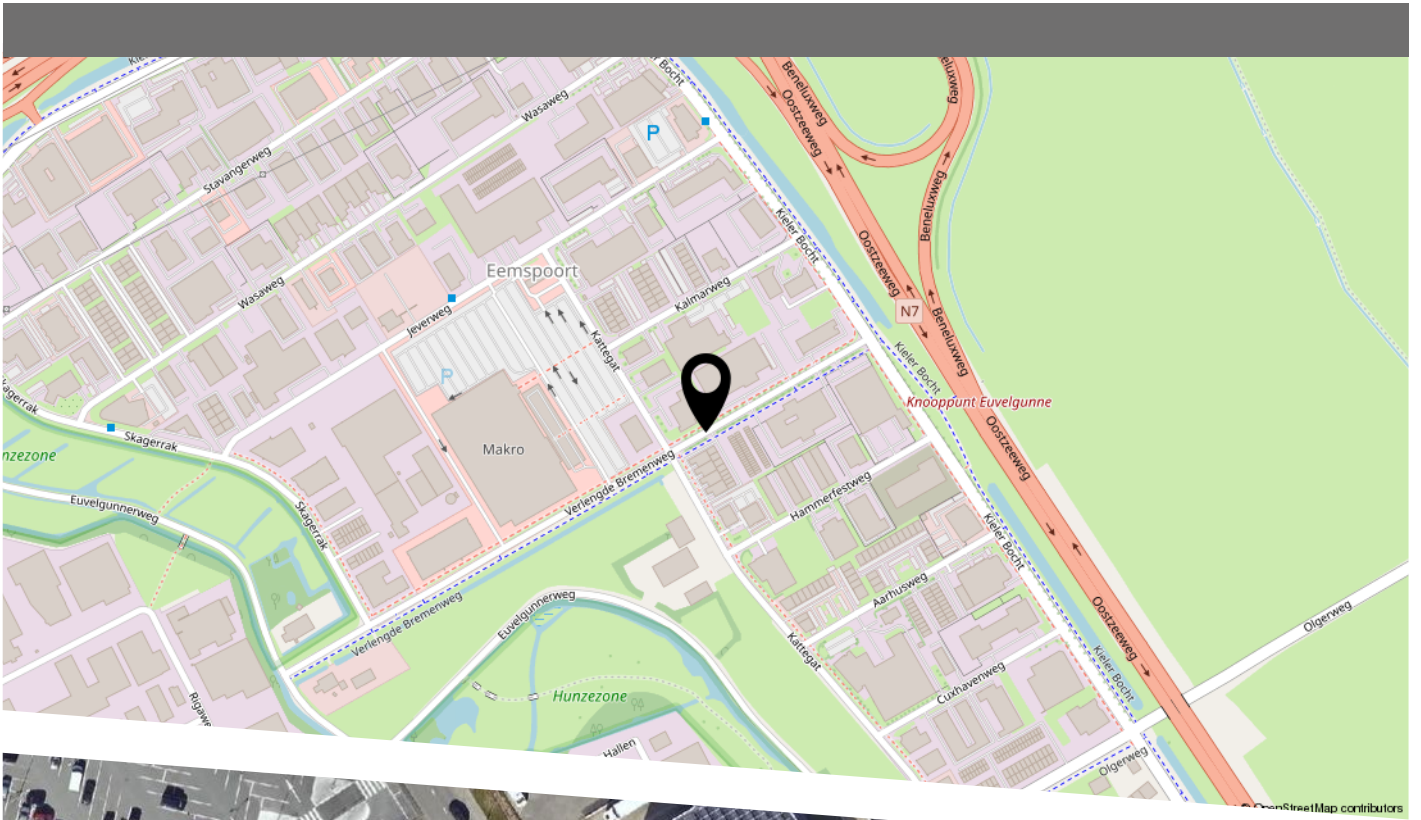 Beneluxweg
Bocht
Wasaweg
Oostzeeweg
P
Stavangerweg
Beneluxweg
Kieler Bocht
Eemspoort
Oostzeeweg
Wasaweg
Kalmarweg
N7
Jeverweg
Kattegat
Beneluxweg
Kieler Bocht
P
Knooppunt Euvelgunne
Skagerrak
Makro
Oostzeeweg
Verlengde Bremenweg
Hammerfestweg
Euvelgunnerweg
Skagerrak
Kieler Bocht
Aarhusweg
Euvelgunnerweg
Verlengde Bremenweg
Oostzeeweg
Olgerweg
Kattegat
Kieler Bocht
Cuxhavenweg
Hunzezone
Hallen
Olgerweg
OpenStreetMap contributors